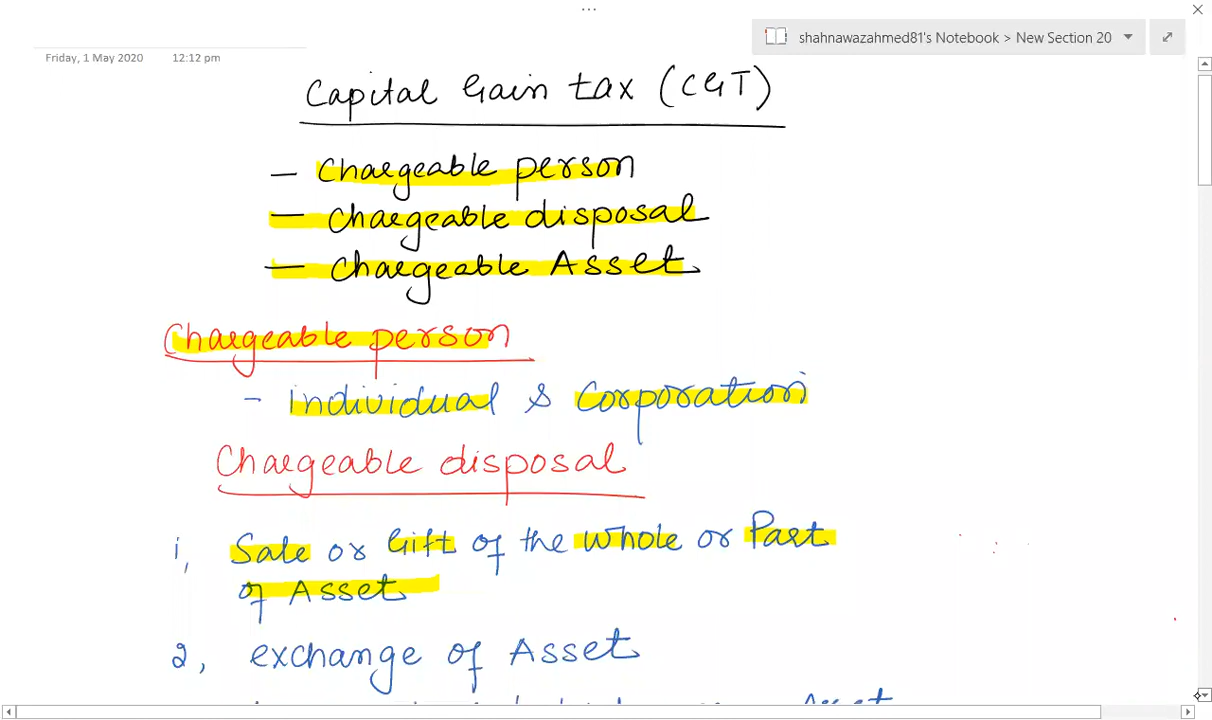 shahnawazahmed81's Notebook > New Section 20
Friday, 1 May 2020 12:12 pm
Capital Gain tax (CGT)
- Chargeable person
- Chargeable disposal
- Chargeable Asset
Chargeable person
- individual & Corporation
Chargeable disposal
i, Sale or Gift of the whole or Part
of Asset
2, exchange of Asset
Asset